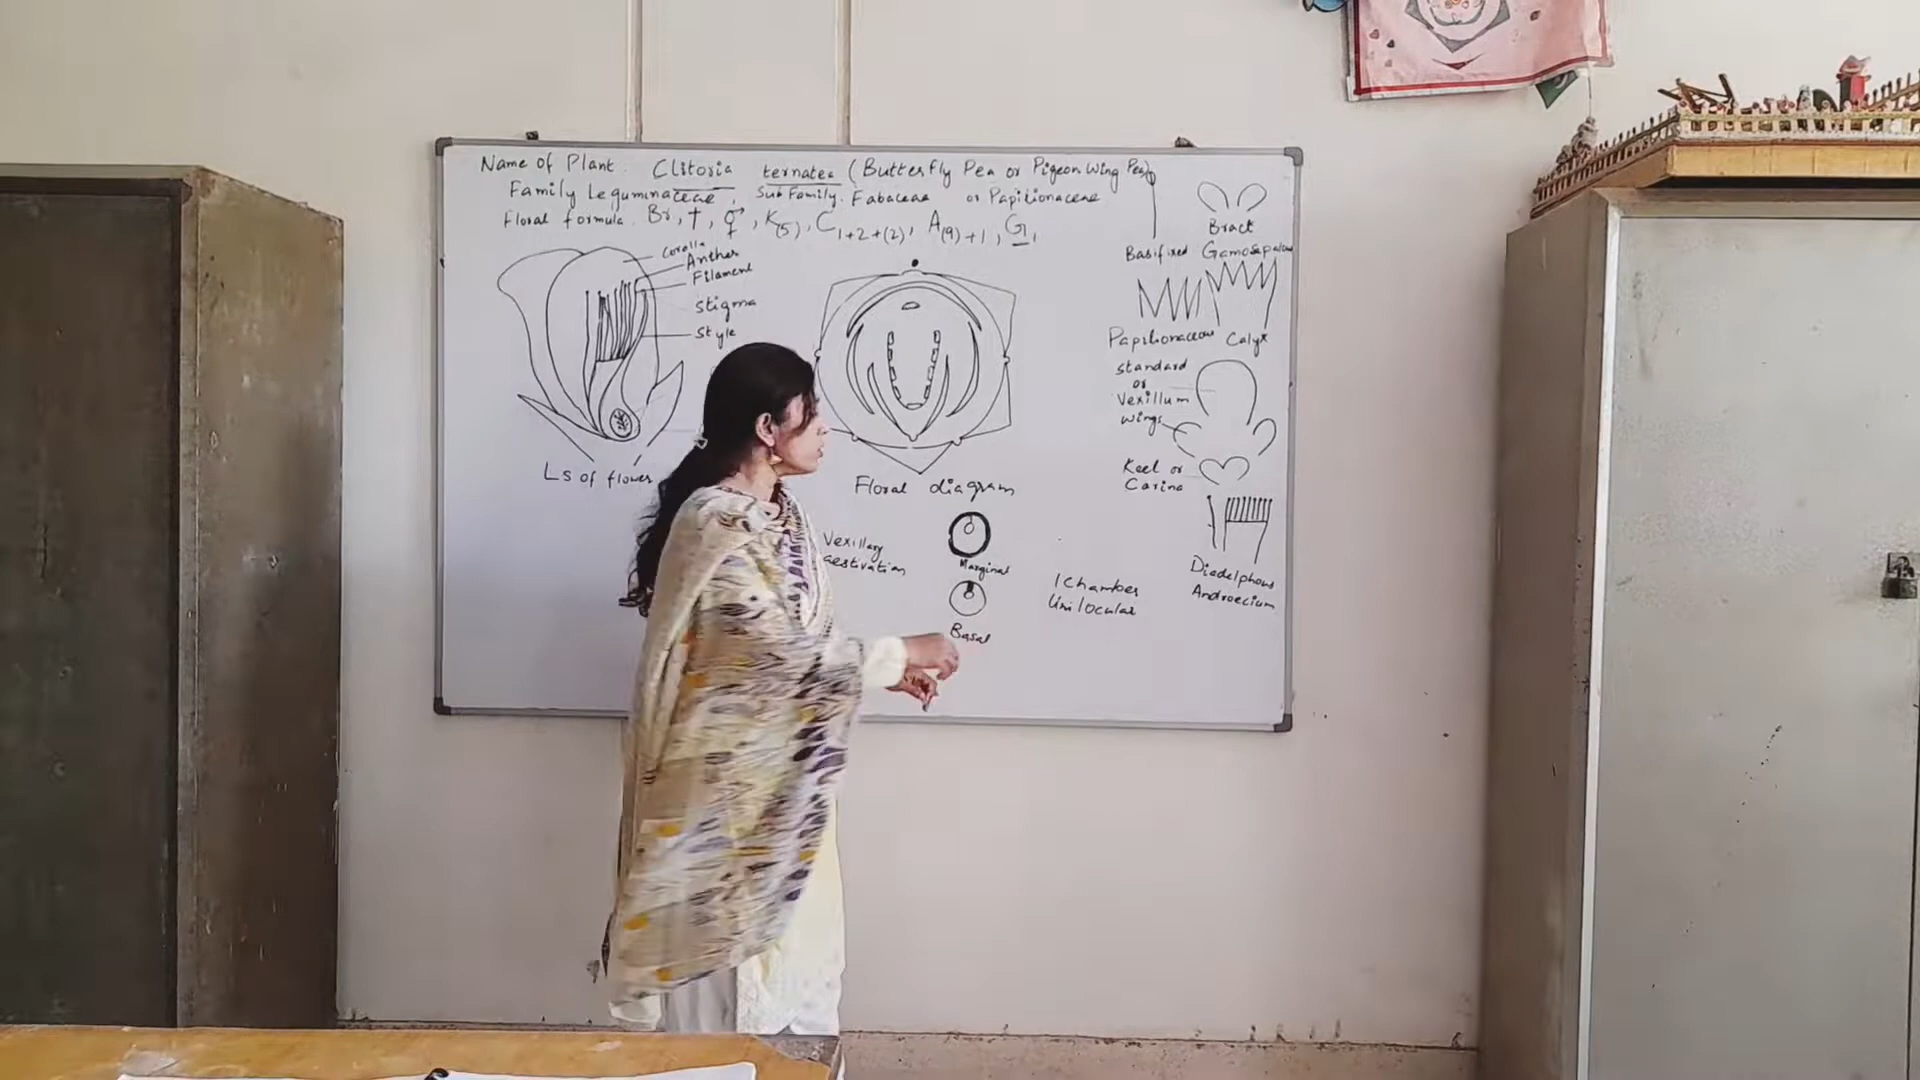 Name of Plant. Clitoria ternatea (Butterfly Pea or Pigeon Wing Pea)
Family Leguminaceae, Sub Family. Fabaceae or Papilionaceae
Floral formula. Br, †, ⚥, K(5), C1+2+(2), A(9)+1, G1
Corolla
Anther
Filament
Stigma
Style
Ls of flower
Floral diagram
Vexillary
aestivation
Marginal
Basal
1 Chamber
Unilocular
Bract
Basifixed Gamosepalous
Papilionaceous Calyx
Standard
or
Vexillum
Wings
Keel or
Carina
Diadelphous
Androecium